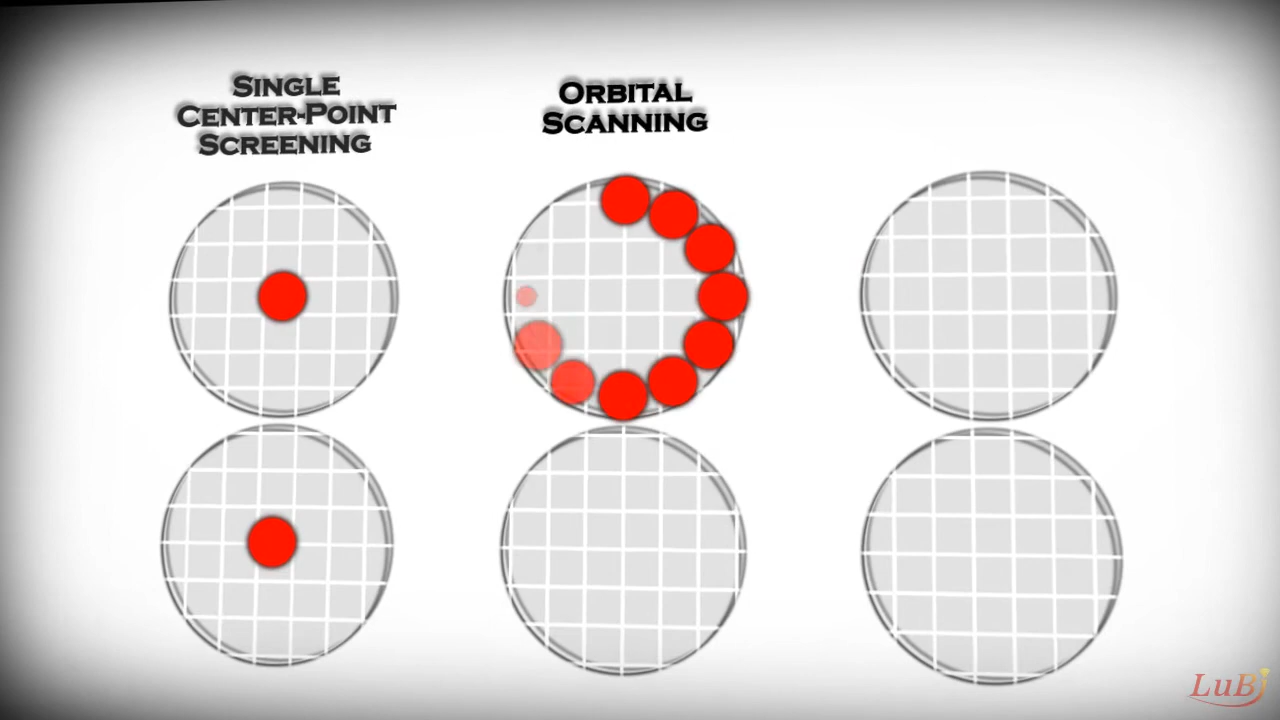 Single
Center-Point
Screening
Orbital
Scanning
LuBi